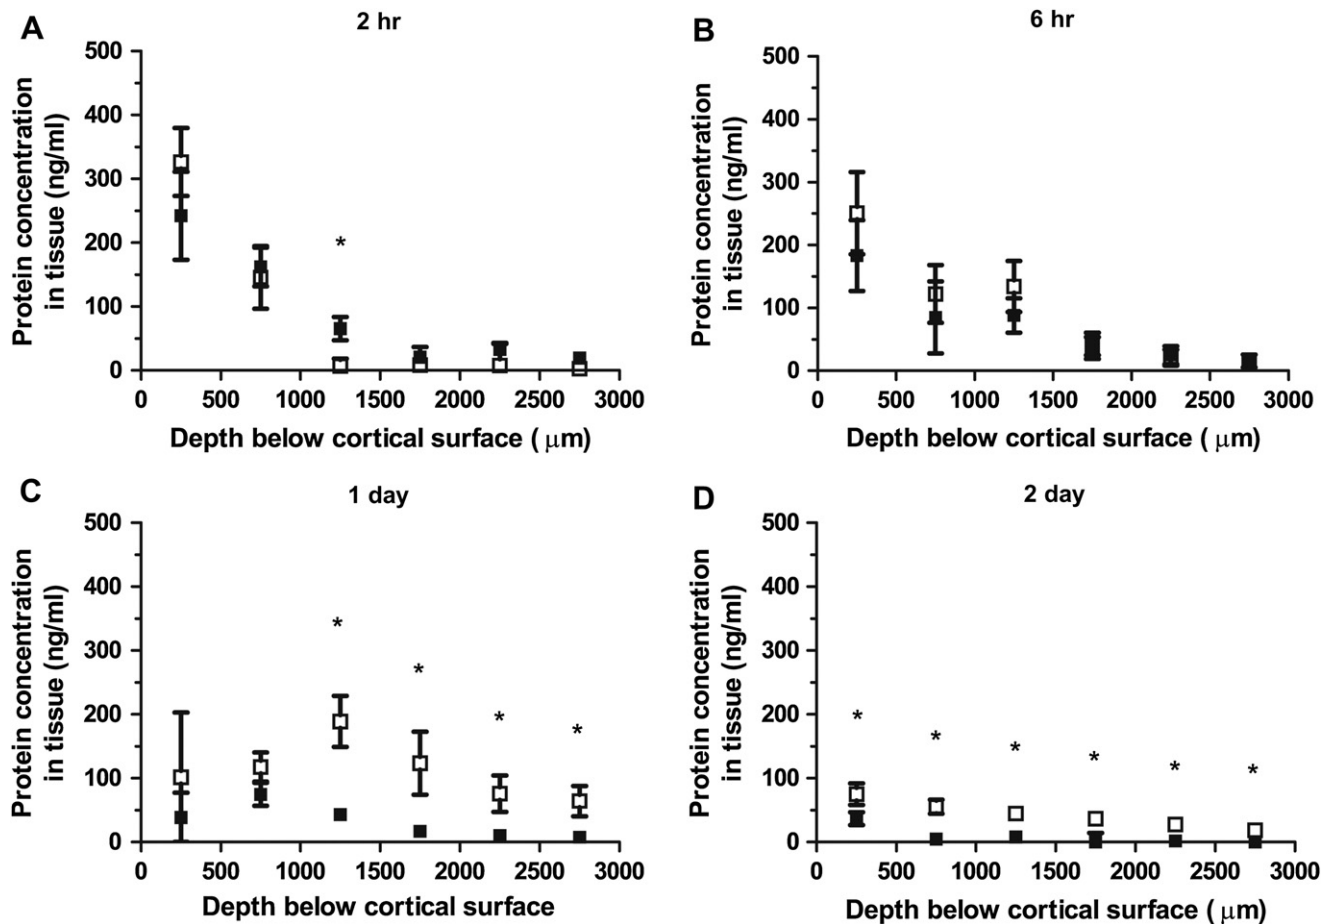 A
2 hr
500
400
300
200
100
0
Protein concentration
in tissue (ng/ml)
*
0 500 1000 1500 2000 2500 3000
Depth below cortical surface ( μm)
B
6 hr
500
400
300
200
100
0
Protein concentration
in tissue (ng/ml)
0 500 1000 1500 2000 2500 3000
Depth below cortical surface ( μm)
C
1 day
500
400
300
200
100
0
Protein concentration
in tissue (ng/ml)
* * * *
0 500 1000 1500 2000 2500 3000
Depth below cortical surface
D
2 day
500
400
300
200
100
0
Protein concentration
in tissue (ng/ml)
* * * * * *
0 500 1000 1500 2000 2500 3000
Depth below cortical surface (μm)